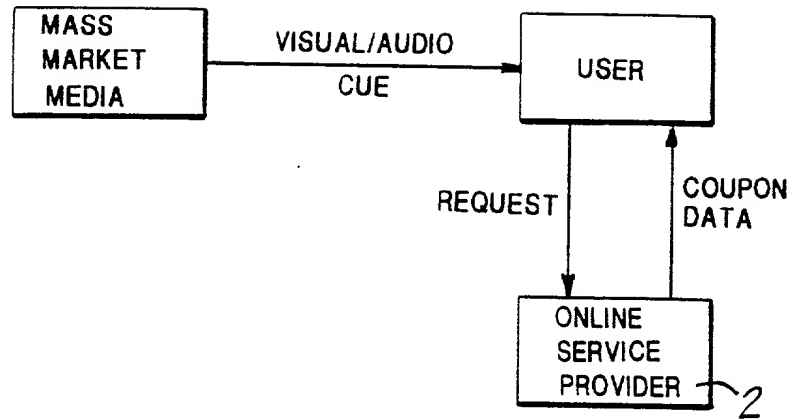 MASS
MARKET
MEDIA
VISUAL/AUDIO
CUE
USER
REQUEST
COUPON
DATA
ONLINE
SERVICE
PROVIDER
2